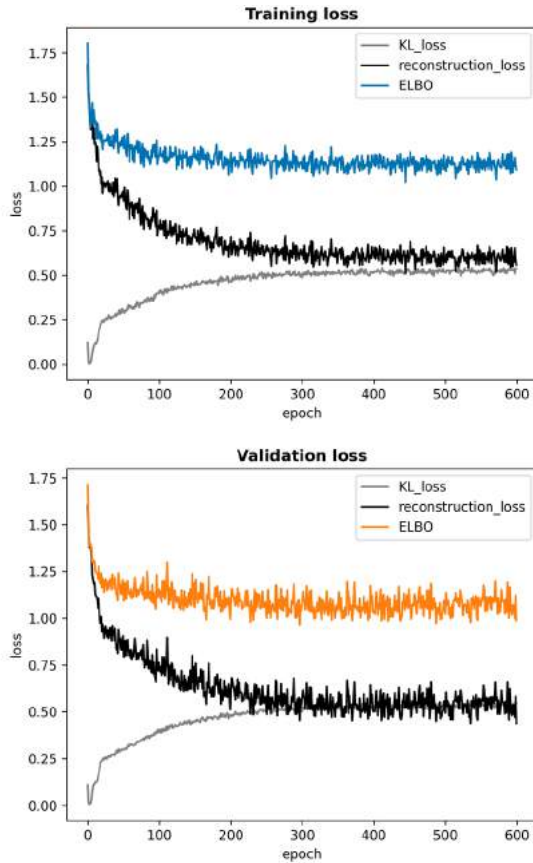 Training loss
1.75
1.50
1.25
1.00
0.75
0.50
0.25
0.00
loss
KL_loss
reconstruction_loss
ELBO
0 100 200 300 400 500 600
epoch
Validation loss
1.75
1.50
1.25
1.00
0.75
0.50
0.25
0.00
loss
KL_loss
reconstruction_loss
ELBO
0 100 200 300 400 500 600
epoch